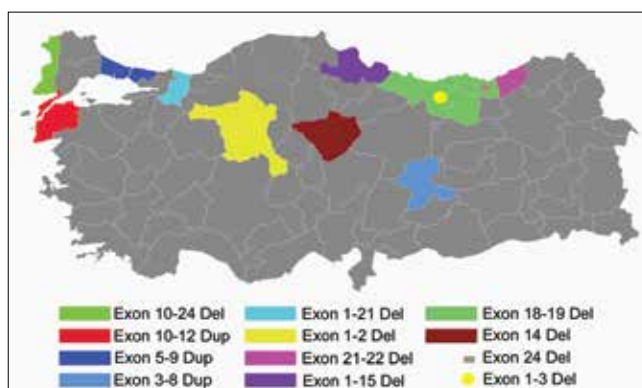 Exon 10-24 Del
Exon 10-12 Dup
Exon 5-9 Dup
Exon 3-8 Dup
Exon 1-21 Del
Exon 1-2 Del
Exon 21-22 Del
Exon 1-15 Del
Exon 18-19 Del
Exon 14 Del
Exon 24 Del
Exon 1-3 Del